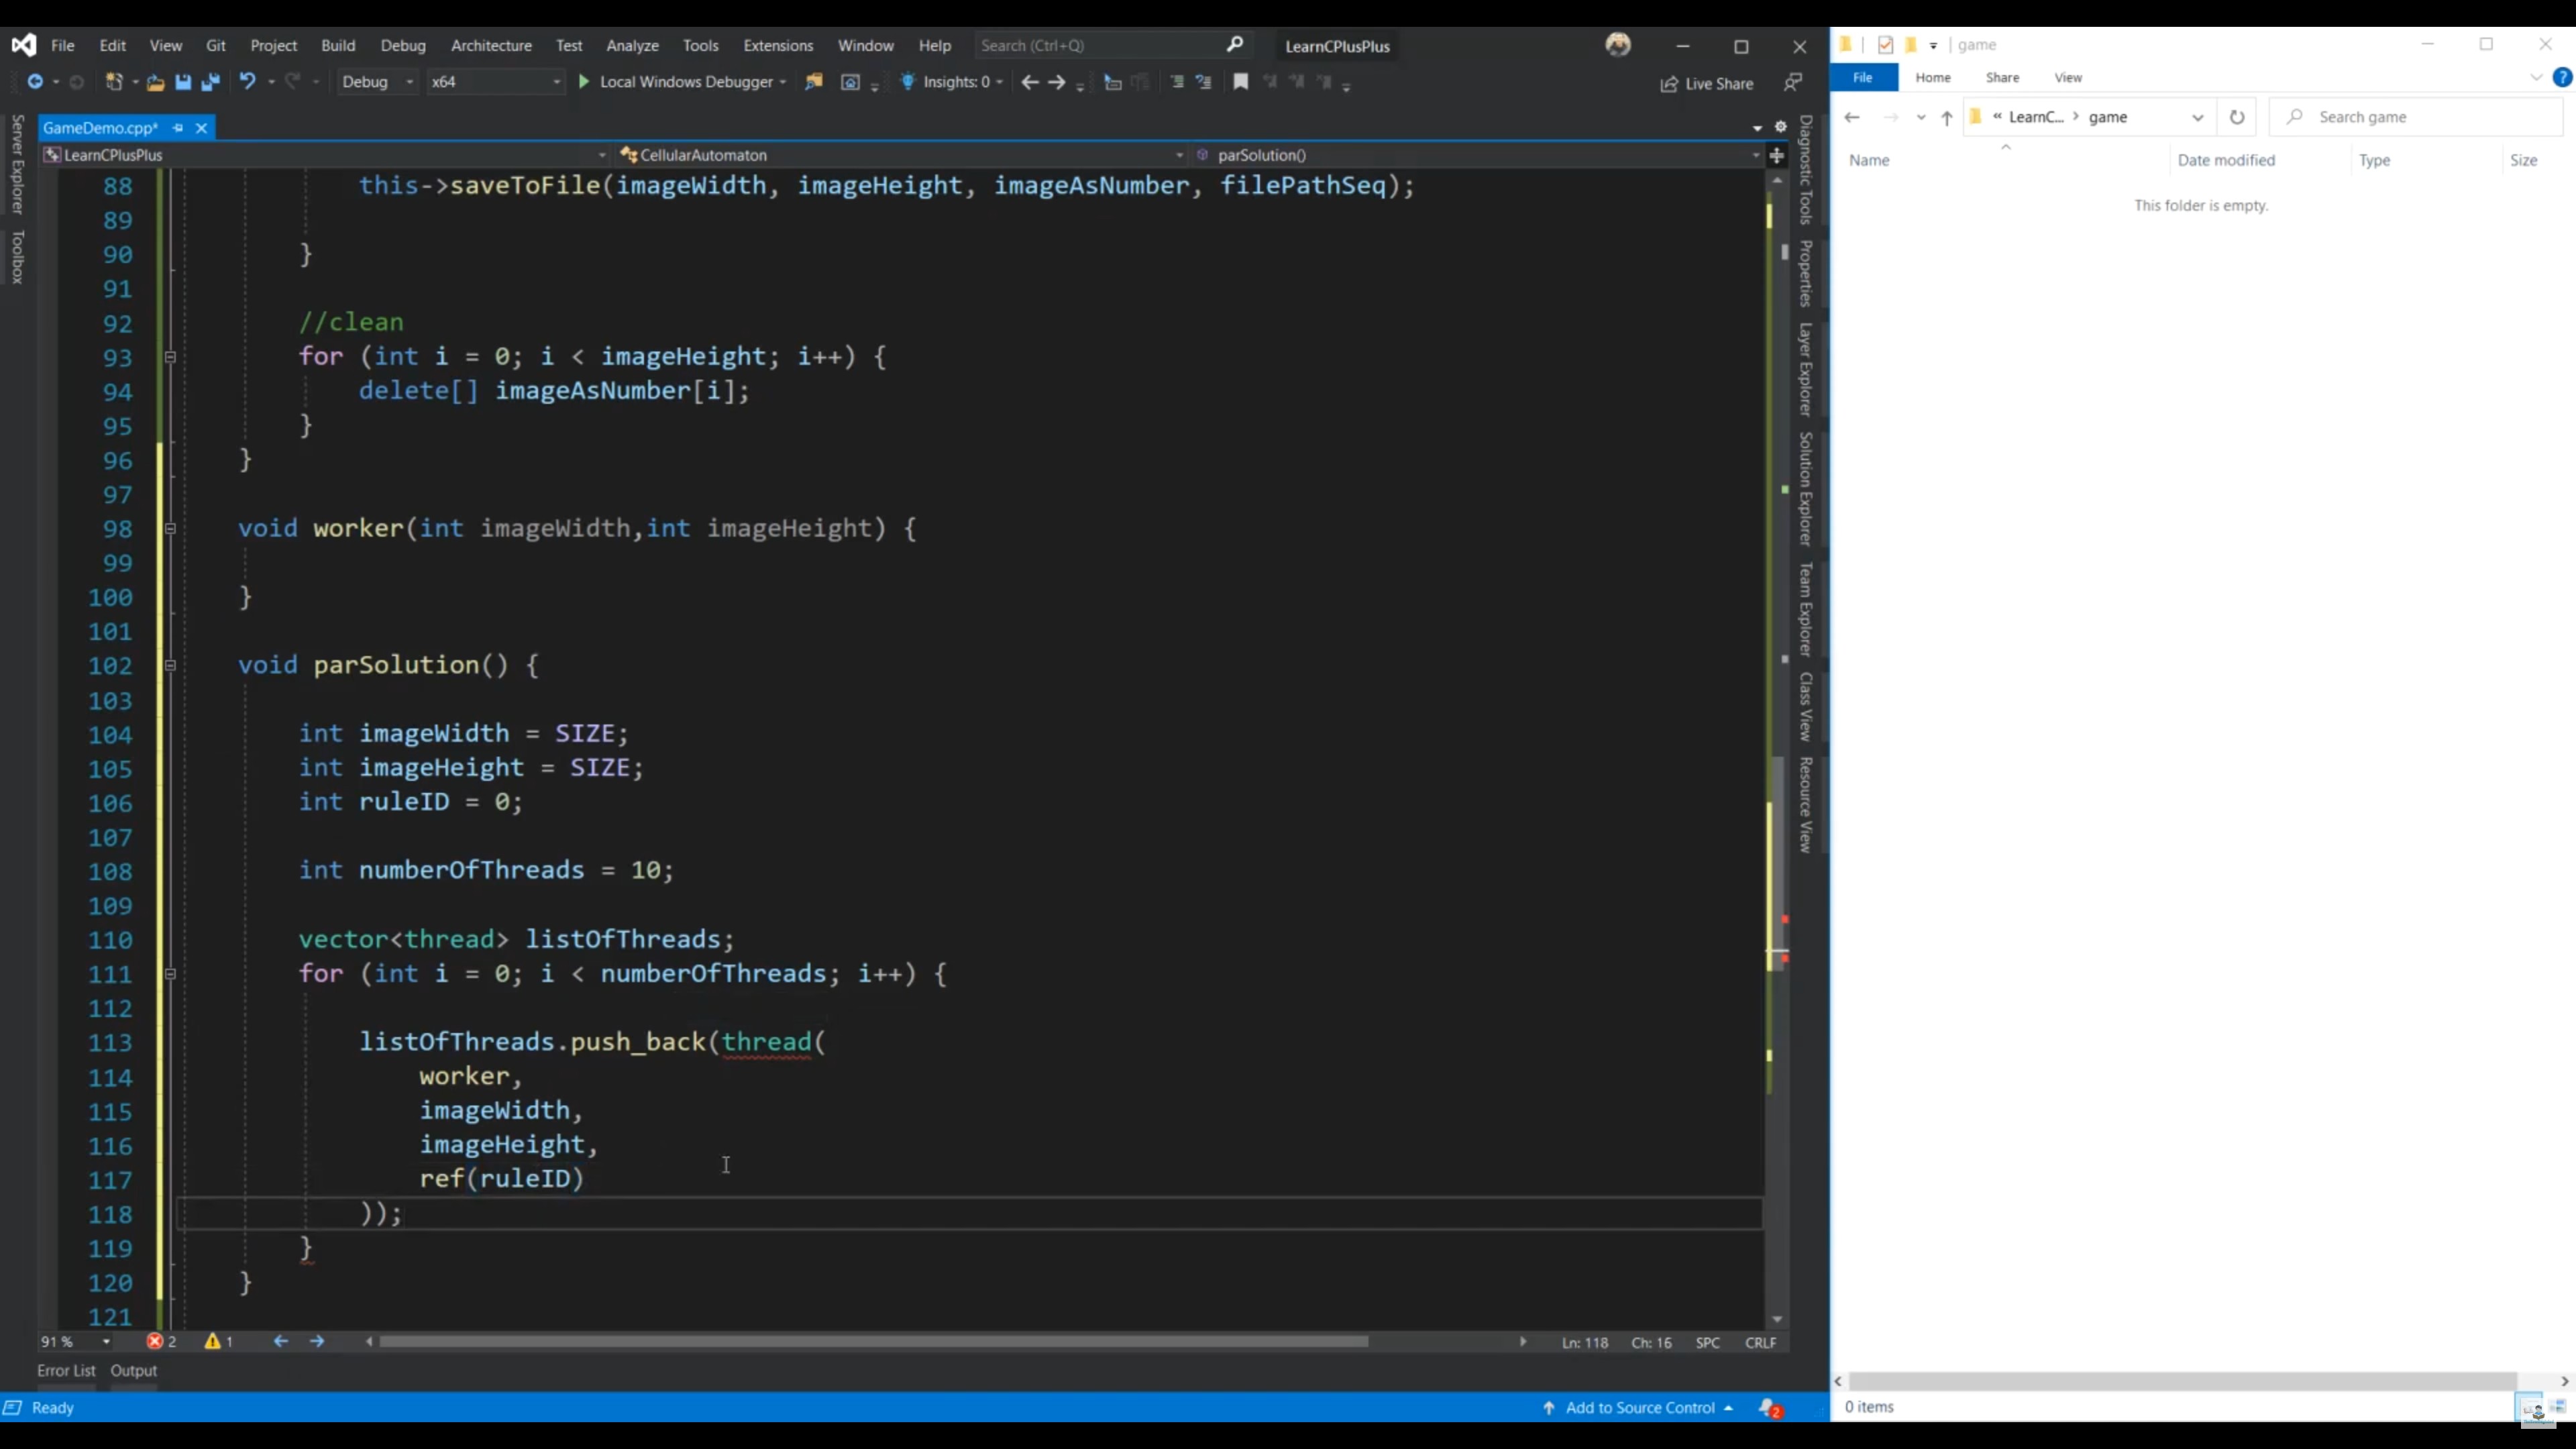 File Edit View Git Project Build Debug Architecture Test Analyze Tools Extensions Window Help Search (Ctrl+Q) LearnCPlusPlus
Debug x64 Local Windows Debugger Insights: 0 Live Share
GameDemo.cpp*
LearnCPlusPlus CellularAutomaton parSolution()
88 this->saveToFile(imageWidth, imageHeight, imageAsNumber, filePathSeq);
89
90 }
91
92 //clean
93 for (int i = 0; i < imageHeight; i++) {
94 delete[] imageAsNumber[i];
95 }
96 }
97
98 void worker(int imageWidth,int imageHeight) {
99
100 }
101
102 void parSolution() {
103
104 int imageWidth = SIZE;
105 int imageHeight = SIZE;
106 int ruleID = 0;
107
108 int numberOfThreads = 10;
109
110 vector<thread> listOfThreads;
111 for (int i = 0; i < numberOfThreads; i++) {
112
113 listOfThreads.push_back(thread(
114 worker,
115 imageWidth,
116 imageHeight,
117 ref(ruleID)
118 ));
119 }
120 }
121
91 % 2 1 Ln: 118 Ch: 16 SPC CRLF
Error List Output
Ready Add to Source Control 2
Server Explorer
Toolbox
Diagnostic Tools
Properties
Layer Explorer
Solution Explorer
Team Explorer
Class View
Resource View
game
File Home Share View
« LearnC... > game Search game
Name Date modified Type Size
This folder is empty.
0 items